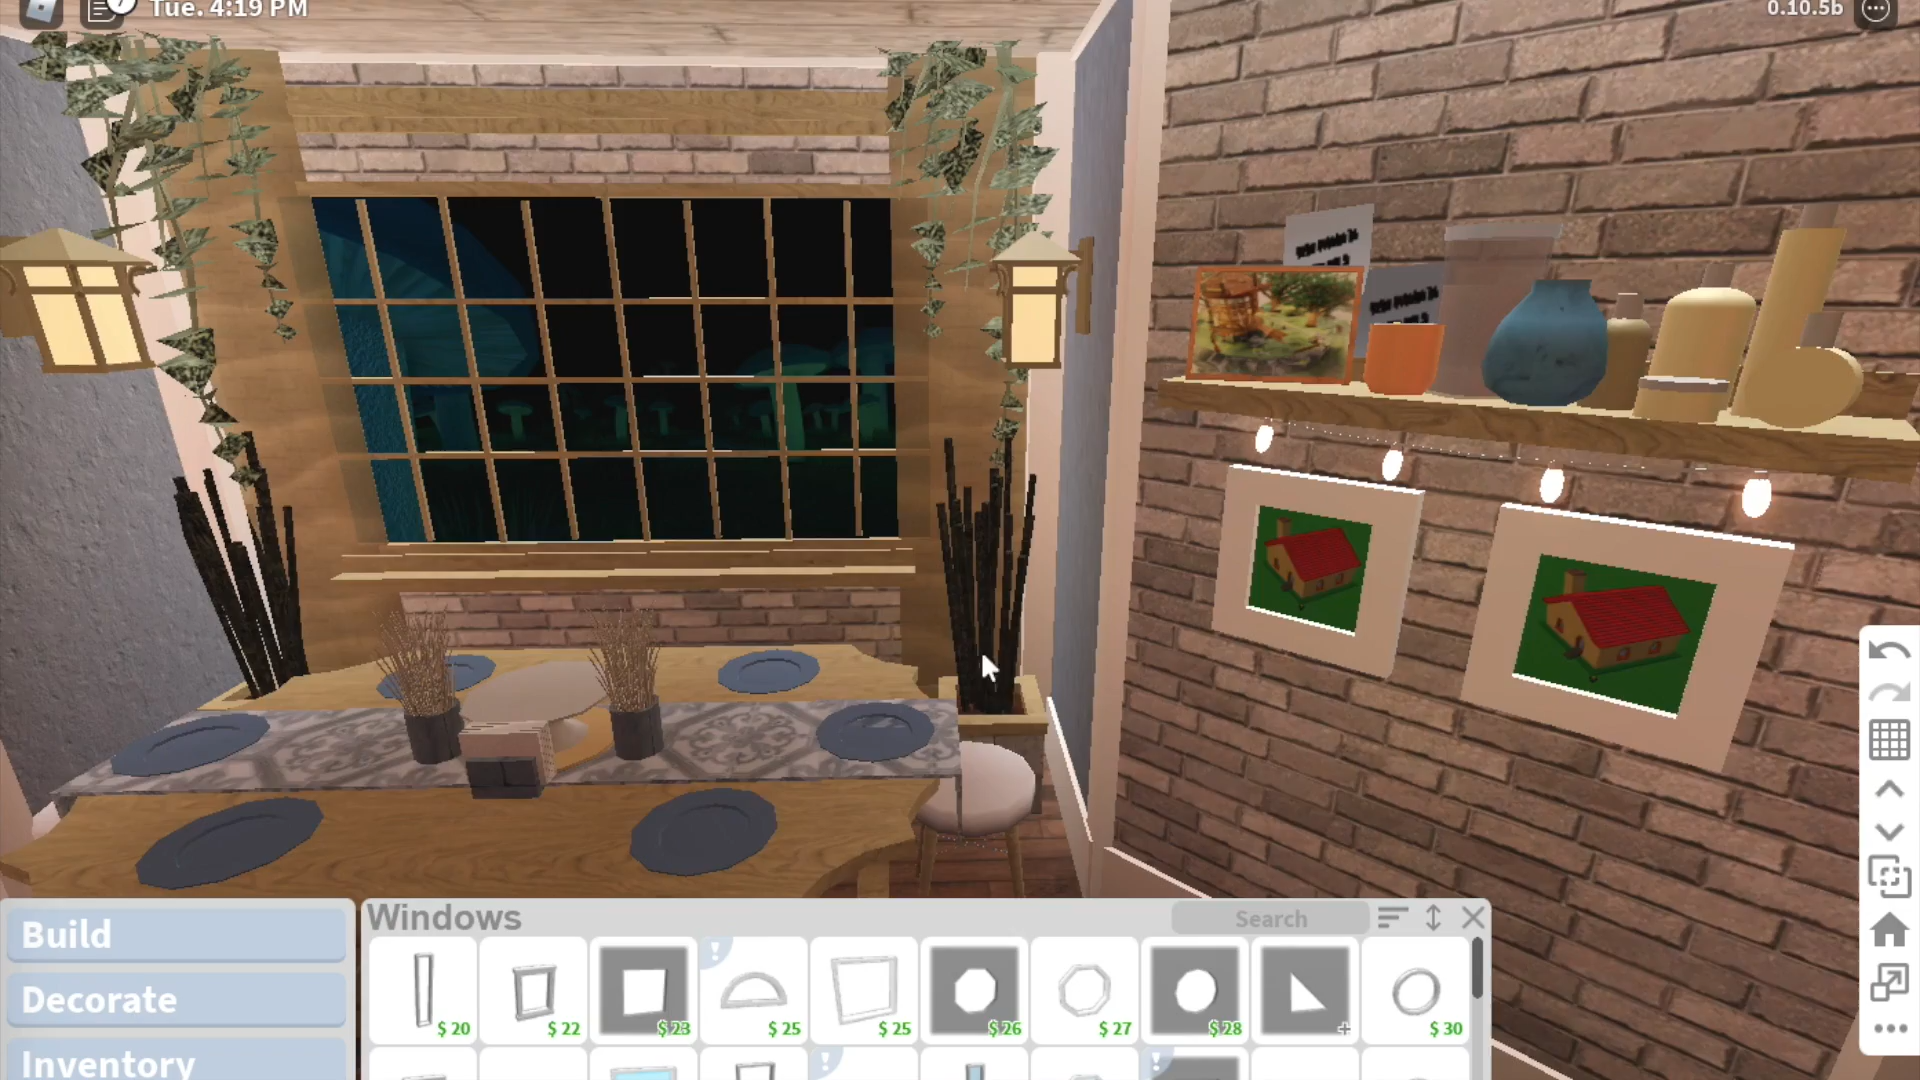 7
Tue. 4:19 PM
0.10.5b
Build
Decorate
Inventory
Windows
Search
$ 20
$ 22
$ 23
! $ 25
$ 25
$ 26
$ 27
$ 28
+
$ 30
!
!